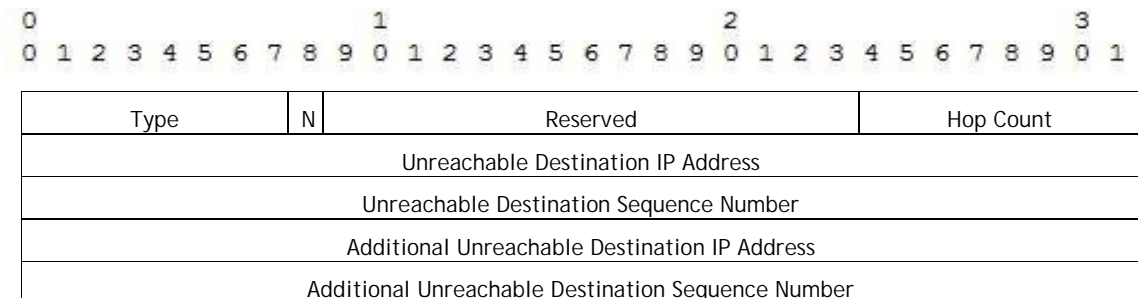 0 1 2 3
0 1 2 3 4 5 6 7 8 9 0 1 2 3 4 5 6 7 8 9 0 1 2 3 4 5 6 7 8 9 0 1
Type N Reserved Hop Count
Unreachable Destination IP Address
Unreachable Destination Sequence Number
Additional Unreachable Destination IP Address
Additional Unreachable Destination Sequence Number